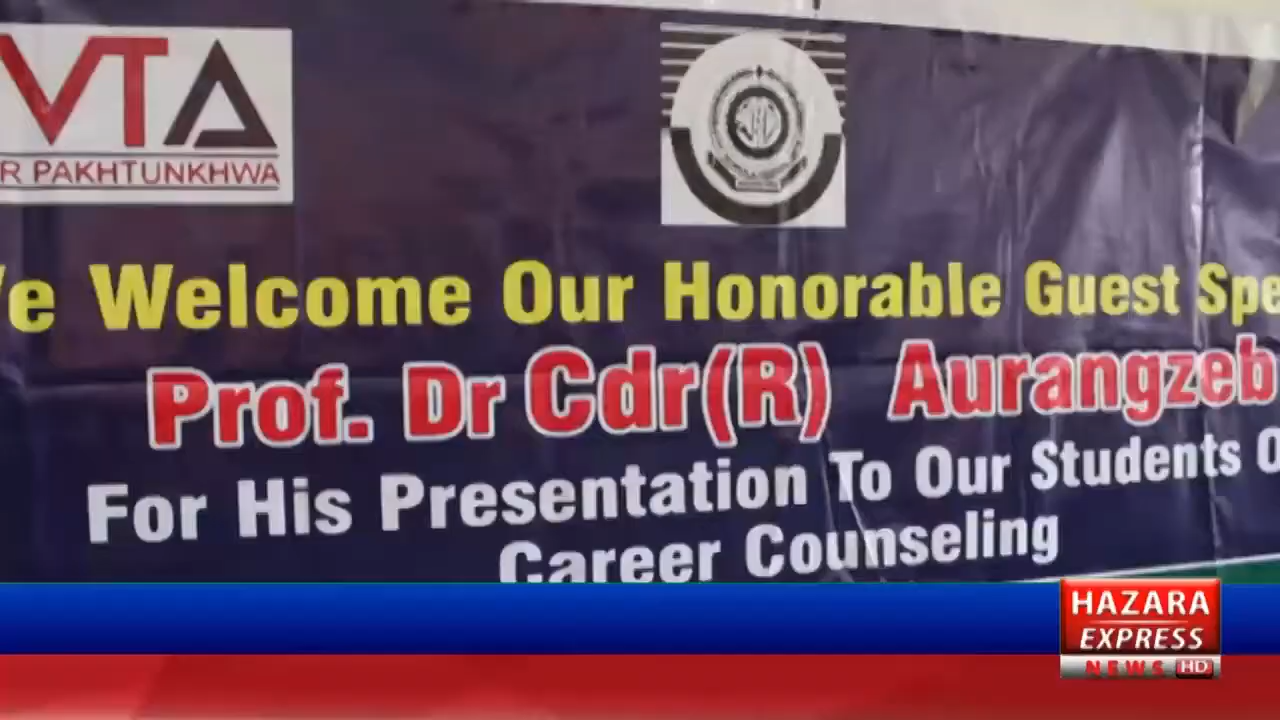 VTA
R PAKHTUNKHWA
e Welcome Our Honorable Guest Spe
Prof. Dr Cdr(R) Aurangzeb
For His Presentation To Our Students O
Career Counseling
HAZARA
EXPRESS
NEWS HD